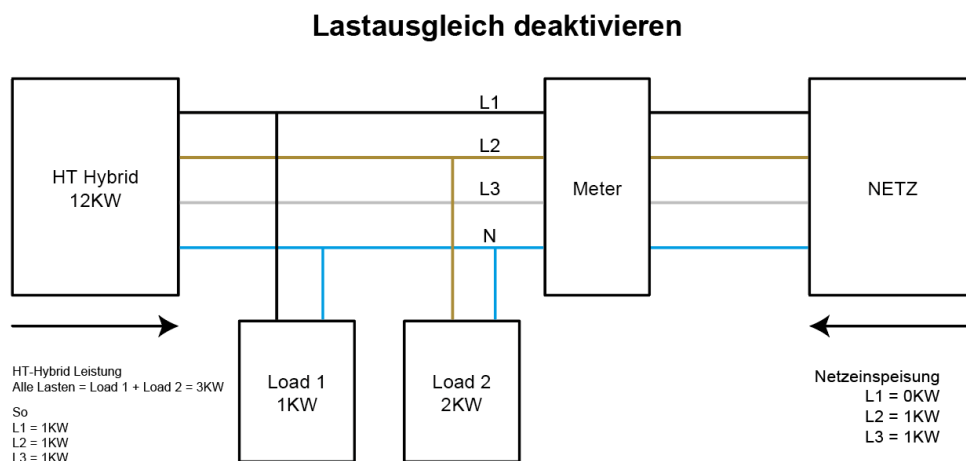 Lastausgleich deaktivieren
L1
L2
L3
N
HT Hybrid
12KW
Meter
NETZ
Load 1
1KW
Load 2
2KW
HT-Hybrid Leistung
Alle Lasten = Load 1 + Load 2 = 3KW
So
L1 = 1KW
L2 = 1KW
L3 = 1KW
Netzeinspeisung
L1 = 0KW
L2 = 1KW
L3 = 1KW